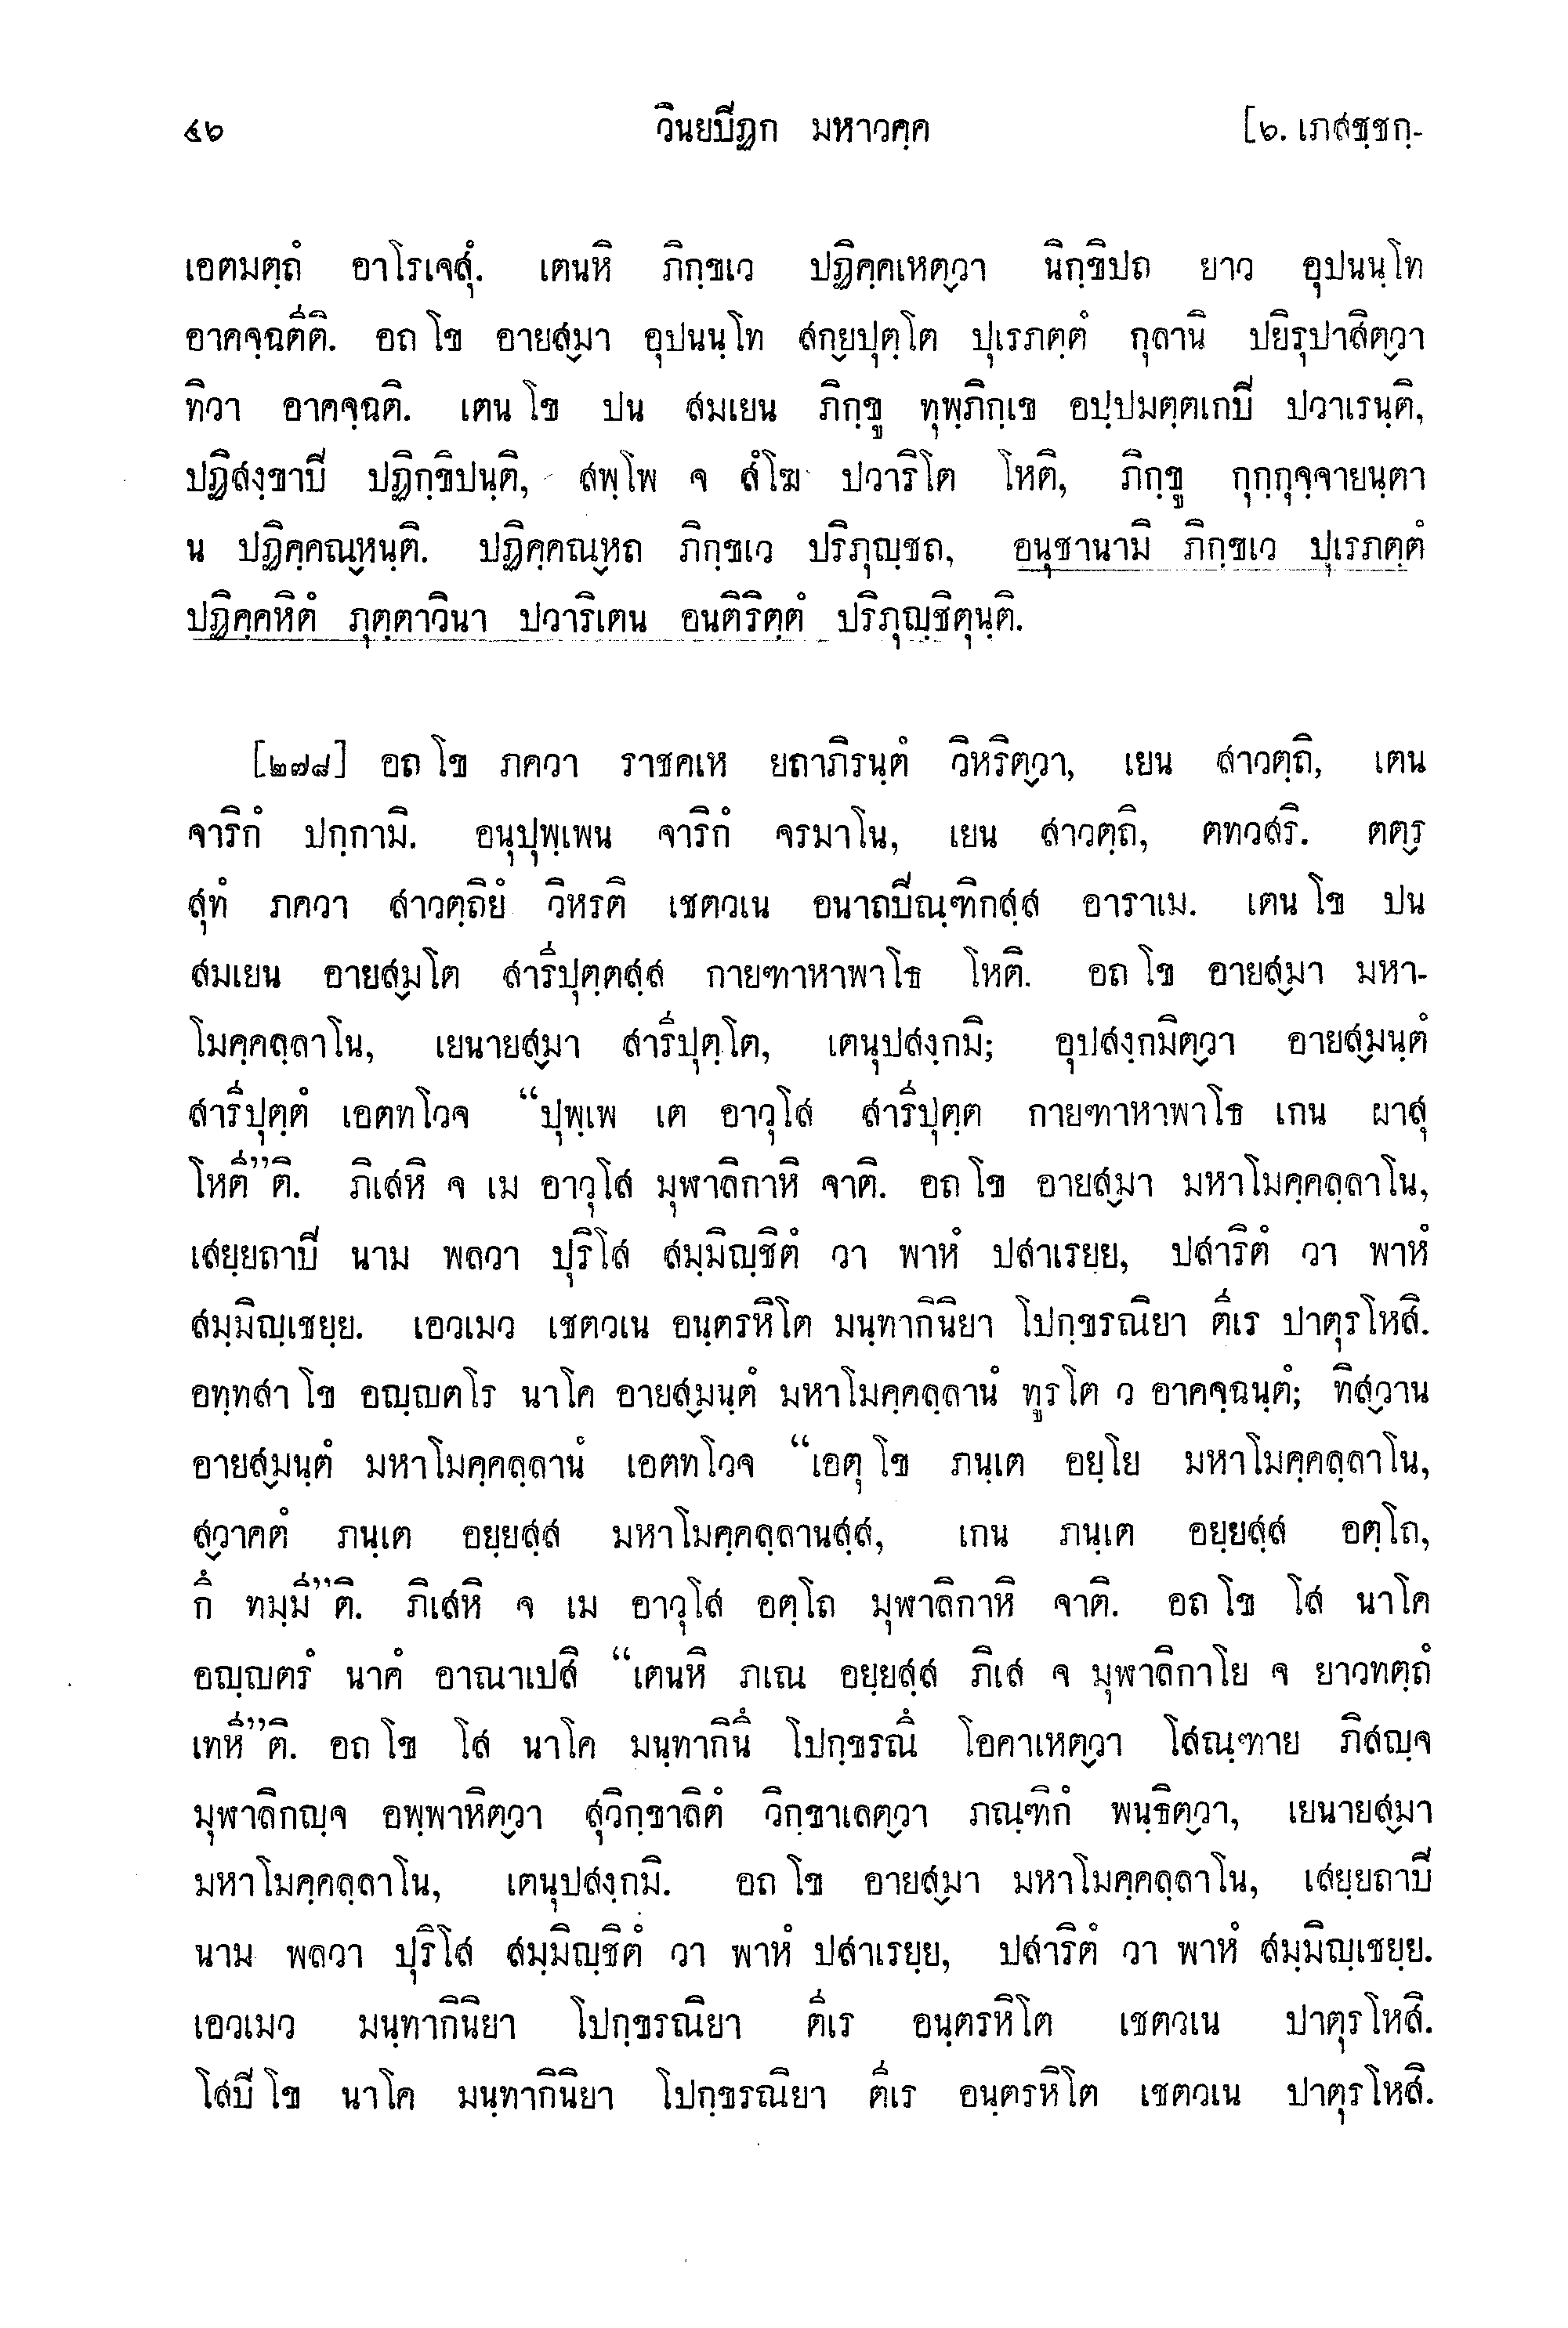 ๔๖ วินยปิฏก มหาวคฺค [๖. เภสชฺชกฺ-
เอตมตฺถํ อาโรเจสุํ. เตนหิ ภิกฺขเว ปฏิคฺคเหตฺวา นิกฺขิปถ ยาว อุปนนฺโท
อาคจฺฉตีติ. อถ โข อายสฺมา อุปนนฺโท สกฺยปุตฺโต ปุเรภตฺตํ กุลานิ ปยิรุปาสิตฺวา
ทิวา อาคจฺฉติ. เตน โข ปน สมเยน ภิกฺขู ทุพฺภิกฺเข อปฺปมตฺตเกปิ ปวาเรนฺติ,
ปฏิสงฺขาปิ ปฏิกฺขิปนฺติ, สพฺโพ จ สํโฆ ปวาริโต โหติ, ภิกฺขู กุกฺกุจฺจายนฺตา
น ปฏิคฺคณฺหนฺติ. ปฏิคฺคณฺหถ ภิกฺขเว ปริภุญฺชถ, อนุชานามิ ภิกฺขเว ปุเรภตฺตํ
ปฏิคฺคหิตํ ภุตฺตาวินา ปวาริเตน อนติริตฺตํ ปริภุญฺชิตุนฺติ.
[๒๗๘] อถ โข ภควา ราชคเห ยถาภิรนฺตํ วิหริตฺวา, เยน สาวตฺถิ, เตน
จาริกํ ปกฺกามิ. อนุปุพฺเพน จาริกํ จรมาโน, เยน สาวตฺถิ, ตทวสริ. ตตฺร
สุทํ ภควา สาวตฺถิยํ วิหรติ เชตวเน อนาถปิณฺฑิกสฺส อาราเม. เตน โข ปน
สมเยน อายสฺมโต สารีปุตฺตสฺส กายฑาหาพาโธ โหติ. อถ โข อายสฺมา มหา-
โมคฺคลฺลาโน, เยนายสฺมา สารีปุตฺโต, เตนุปสงฺกมิ; อุปสงฺกมิตฺวา อายสฺมนฺตํ
สารีปุตฺตํ เอตทโวจ “ปุพฺเพ เต อาวุโส สารีปุตฺต กายฑาหาพาโธ เกน ผาสุ
โหตี”ติ. ภิเสหิ จ เม อาวุโส มุฬาลิกาหิ จาติ. อถ โข อายสฺมา มหาโมคฺคลฺลาโน,
เสยฺยถาปิ นาม พลวา ปุริโส สมฺมิญฺชิตํ วา พาหํ ปสาเรยฺย, ปสาริตํ วา พาหํ
สมฺมิญฺเชยฺย. เอวเมว เชตวเน อนฺตรหิโต มนฺทากินิยา โปกฺขรณิยา ตีเร ปาตุรโหสิ.
อทฺทสา โข อญฺญตโร นาโค อายสฺมนฺตํ มหาโมคฺคลฺลานํ ทูรโต ว อาคจฺฉนฺตํ; ทิสฺวาน
อายสฺมนฺตํ มหาโมคฺคลฺลานํ เอตทโวจ “เอตุ โข ภนฺเต อยฺโย มหาโมคฺคลฺลาโน,
สฺวาคตํ ภนฺเต อยฺยสฺส มหาโมคฺคลฺลานสฺส, เกน ภนฺเต อยฺยสฺส อตฺโถ,
กึ ทมฺมี”ติ. ภิเสหิ จ เม อาวุโส อตฺโถ มุฬาลิกาหิ จาติ. อถ โข โส นาโค
อญฺญตรํ นาคํ อาณาเปสิ “เตนหิ ภเณ อยฺยสฺส ภิเส จ มุฬาลิกาโย จ ยาวทตฺถํ
เทหี”ติ. อถ โข โส นาโค มนฺทากินึ โปกฺขรณึ โอคาเหตฺวา โสณฺฑาย ภิสญฺจ
มุฬาลิกญฺจ อพฺพาหิตฺวา สุวิกฺขาลิตํ วิกฺขาเลตฺวา ภณฺฑิกํ พนฺธิตฺวา, เยนายสฺมา
มหาโมคฺคลฺลาโน, เตนุปสงฺกมิ. อถ โข อายสฺมา มหาโมคฺคลฺลาโน, เสยฺยถาปิ
นาม พลวา ปุริโส สมฺมิญฺชิตํ วา พาหํ ปสาเรยฺย, ปสาริตํ วา พาหํ สมฺมิญฺเชยฺย.
เอวเมว มนฺทากินิยา โปกฺขรณิยา ตีเร อนฺตรหิโต เชตวเน ปาตุรโหสิ.
โสปิ โข นาโค มนฺทากินิยา โปกฺขรณิยา ตีเร อนฺตรหิโต เชตวเน ปาตุรโหสิ.